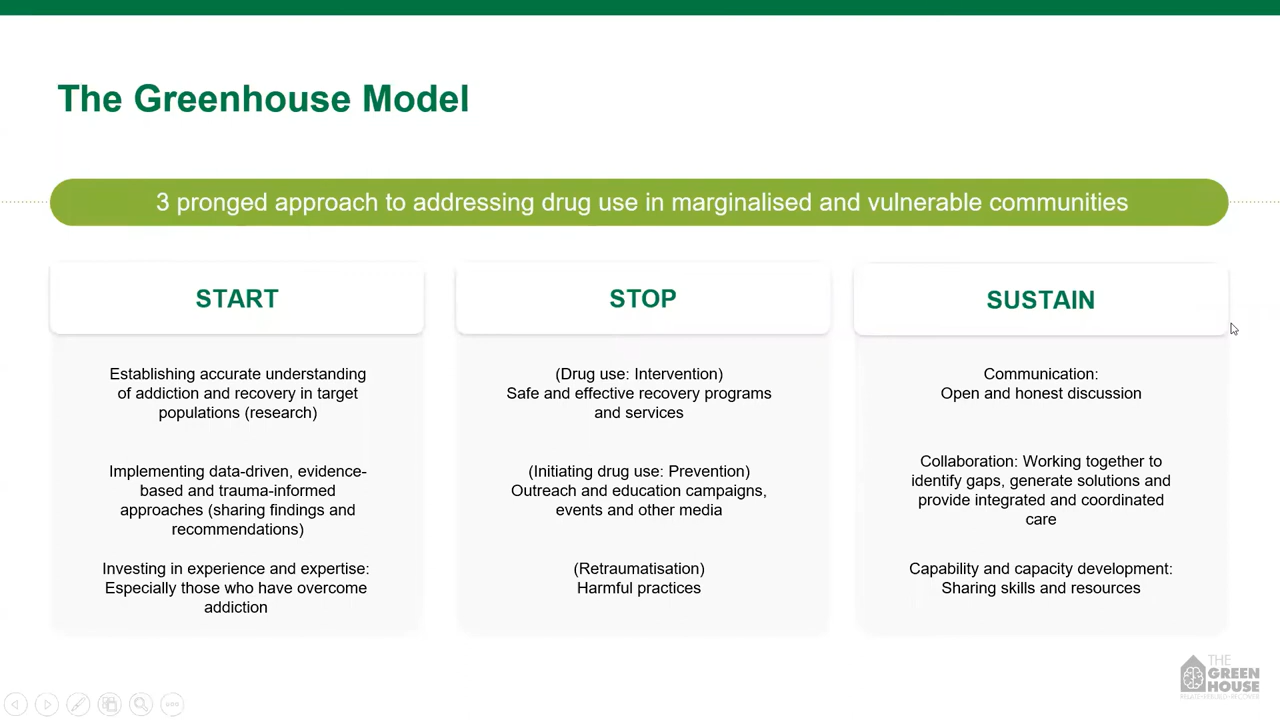 The Greenhouse Model
3 pronged approach to addressing drug use in marginalised and vulnerable communities
START
Establishing accurate understanding
of addiction and recovery in target
populations (research)
Implementing data-driven, evidence-
based and trauma-informed
approaches (sharing findings and
recommendations)
Investing in experience and expertise:
Especially those who have overcome
addiction
STOP
(Drug use: Intervention)
Safe and effective recovery programs
and services
(Initiating drug use: Prevention)
Outreach and education campaigns,
events and other media
(Retraumatisation)
Harmful practices
SUSTAIN
Communication:
Open and honest discussion
Collaboration: Working together to
identify gaps, generate solutions and
provide integrated and coordinated
care
Capability and capacity development:
Sharing skills and resources
THE
GREEN
HOUSE